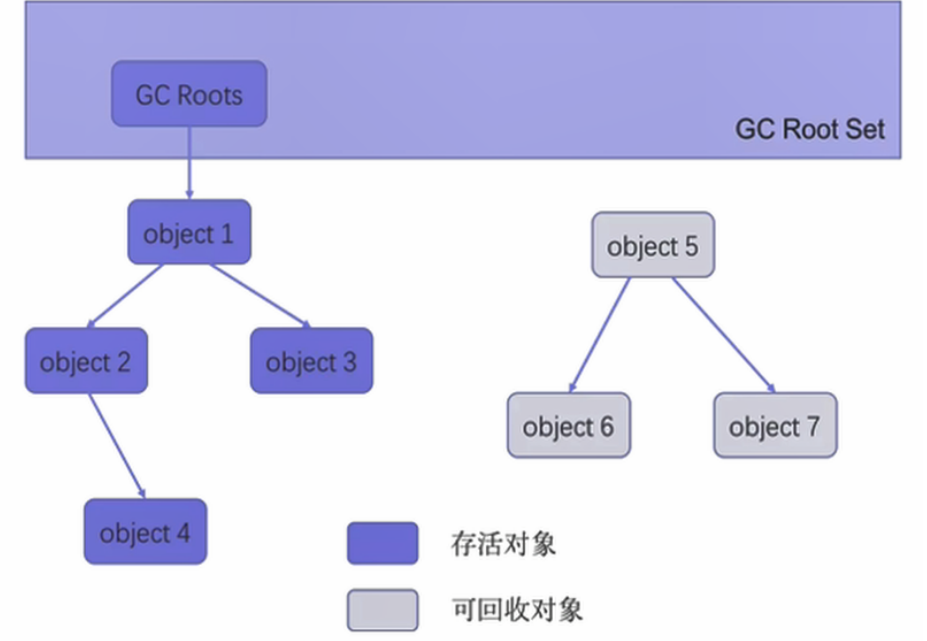 GC Roots
GC Root Set
object 1
object 5
object 2
object 3
object 6
object 7
object 4
存活对象
可回收对象